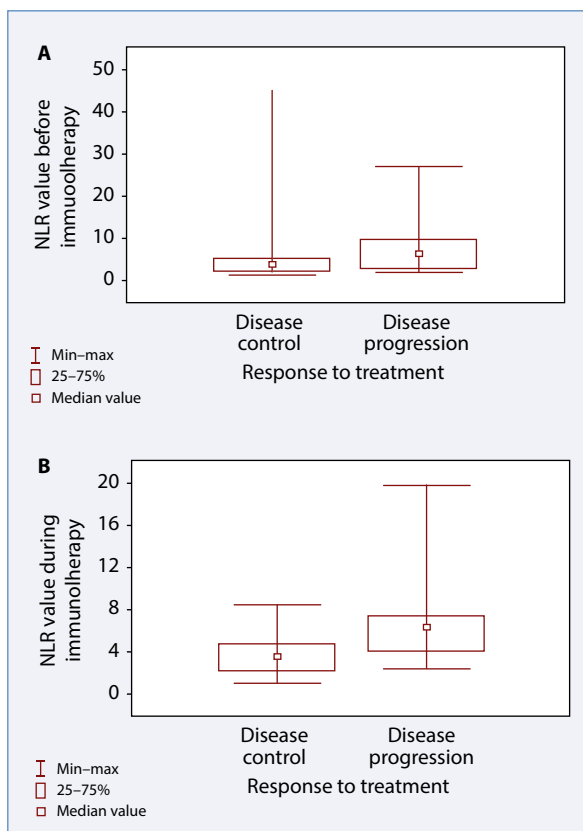 A
NLR value before
immuoolherapy
50
40
30
20
10
0
Disease
control
Disease
progression
Response to treatment
Min–max
25–75%
Median value
B
NLR value during
immunolherapy
20
16
12
8
4
0
Disease
control
Disease
progression
Response to treatment
Min–max
25–75%
Median value